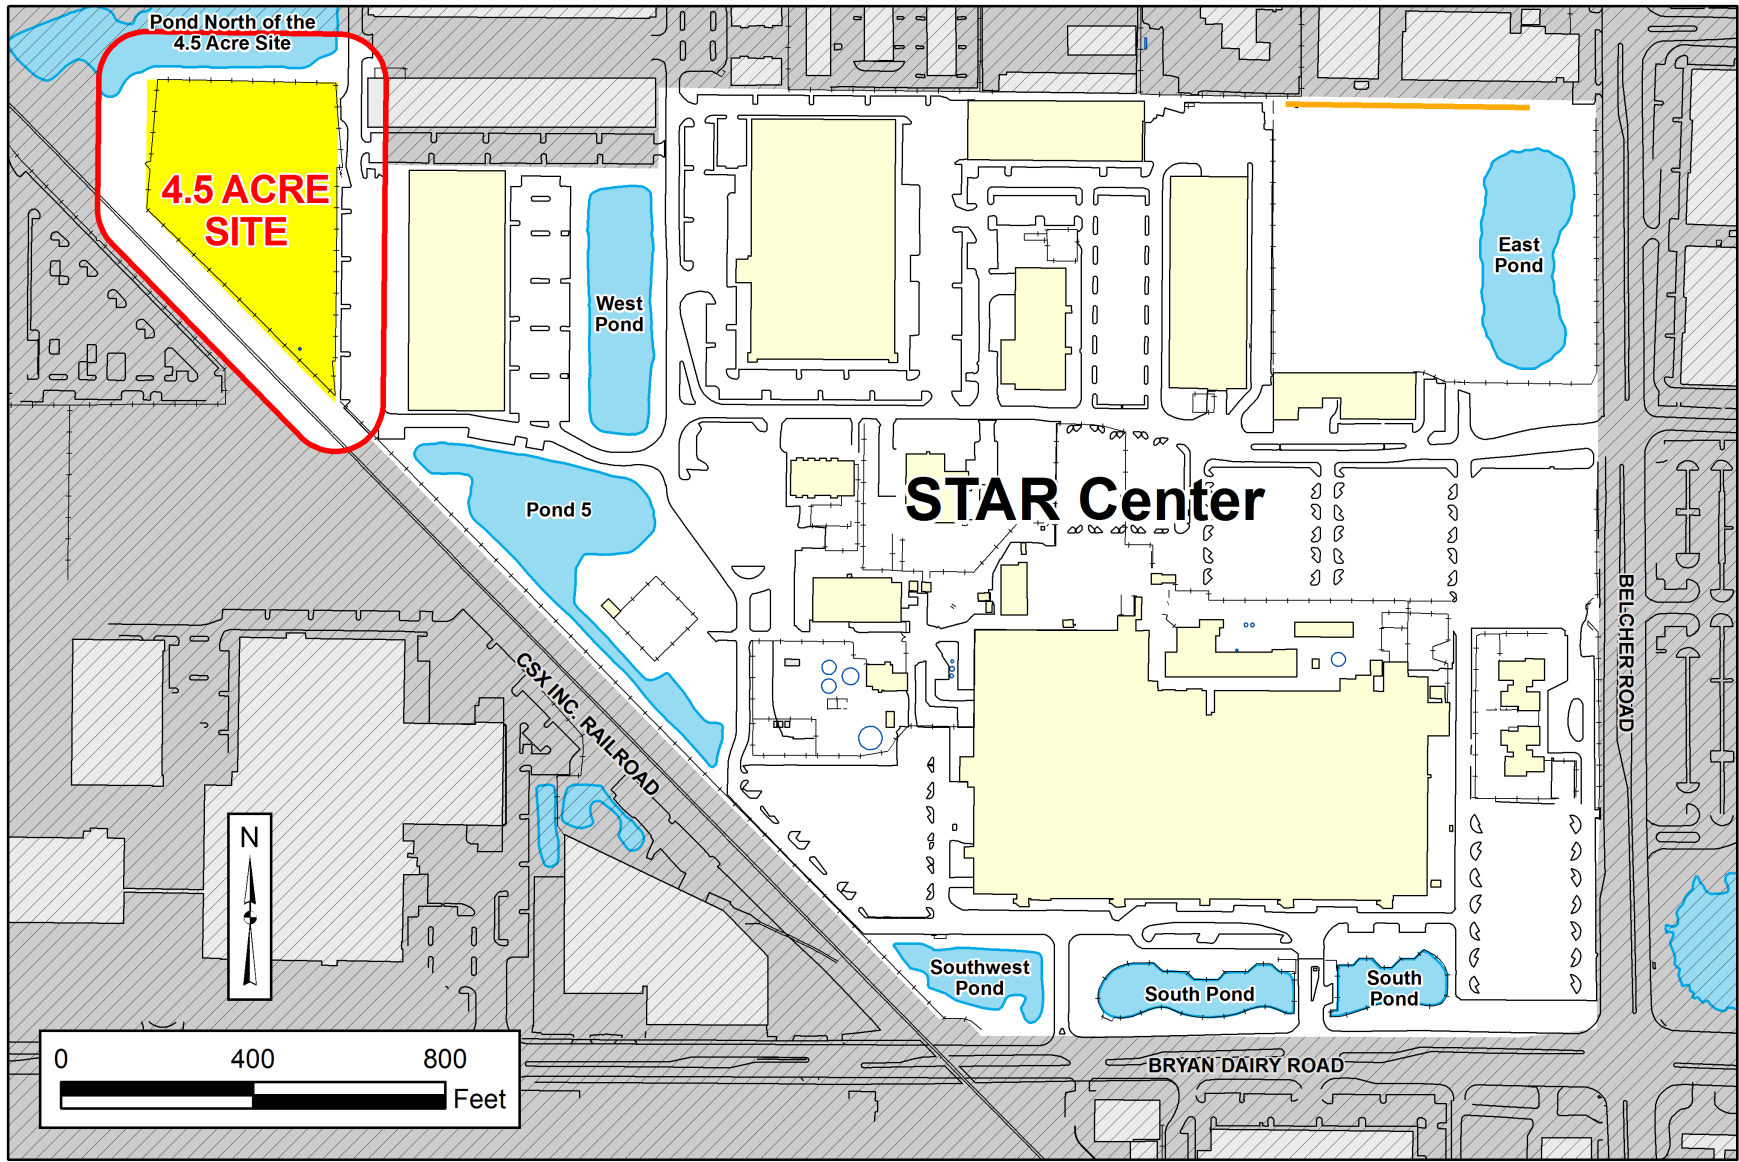 Pond North of the
4.5 Acre Site
4.5 ACRE
SITE
West
Pond
East
Pond
Pond 5
STAR Center
BELCHER ROAD
CSX INC. RAILROAD
N
Southwest
Pond
South Pond
South
Pond
0 400 800
Feet
BRYAN DAIRY ROAD